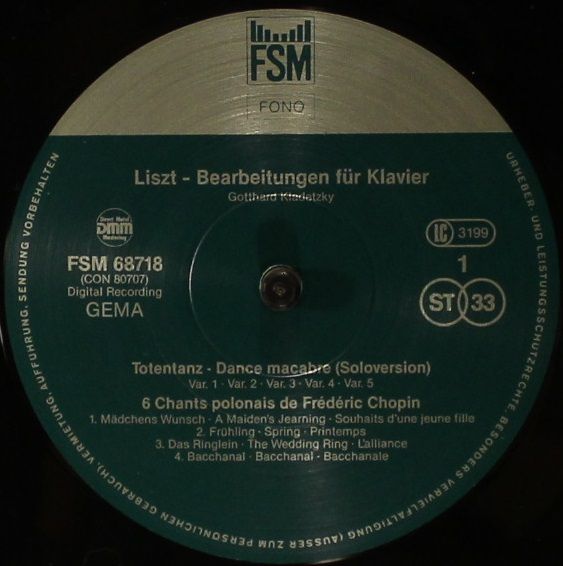 FSM
FONO
Liszt - Bearbeitungen für Klavier
Gotthard Kladetzky
Direct Metal
DMM
Mastering
LC 3199
FSM 68718
(CON 80707)
Digital Recording
GEMA
1
ST 33
Totentanz - Dance macabre (Soloversion)
Var. 1 · Var. 2 · Var. 3 · Var. 4 · Var. 5
6 Chants polonais de Frédéric Chopin
1. Mädchens Wunsch · A Maiden's Jearning · Souhaits d'une jeune fille
2. Frühling · Spring · Printemps
3. Das Ringlein · The Wedding Ring · L'alliance
4. Bacchanal · Bacchanal · Bacchanale
URHEBER- UND LEISTUNGSSCHUTZRECHTE, BESONDERS VERVIELFÄLTIGUNG (AUSSER ZUM PERSÖNLICHEN GEBRAUCH), VERMIETUNG, AUFFÜHRUNG, SENDUNG VORBEHALTEN